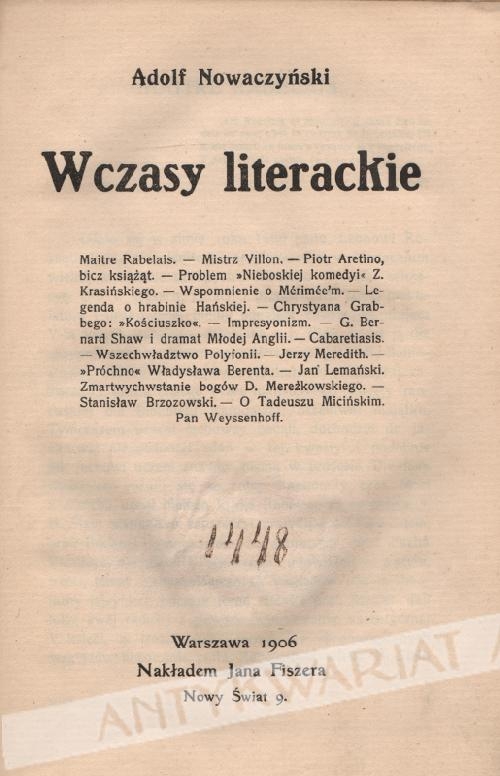 Adolf Nowaczyński
Wczasy literackie
Maitre Rabelais. — Mistrz Villon. — Piotr Aretino,
bicz książąt. — Problem »Nieboskiej komedyi« Z.
Krasińskiego. — Wspomnienie o Mérimée'm. — Le-
genda o hrabinie Hańskiej. — Chrystyana Grab-
bego: »Kościuszko«. — Impresyonizm. — G. Ber-
nard Shaw i dramat Młodej Anglii. — Cabaretiasis.
— Wszechwładztwo Polyfonii. — Jerzy Meredith. —
»Próchno« Władysława Berenta. — Jan Lemański.
Zmartwychwstanie bogów D. Mereżkowskiego. —
Stanisław Brzozowski. — O Tadeuszu Micińskim.
Pan Weyssenhoff.
1448
Warszawa 1906
Nakładem Jana Fiszera
Nowy Świat 9.
ANTYKWARIAT